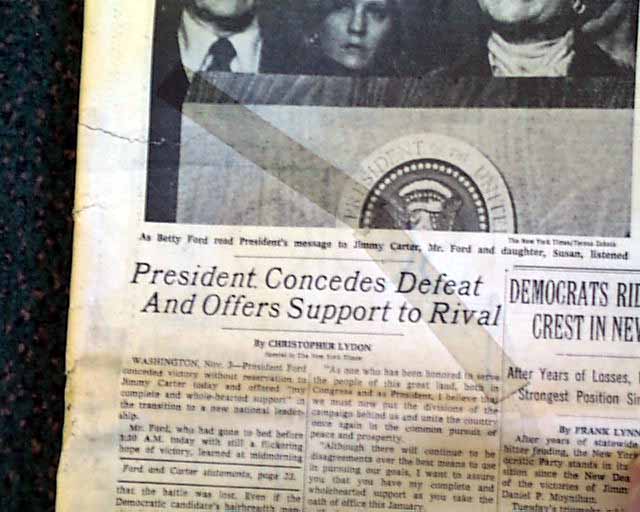 PRESIDENT OF THE UNITED
The New York Times/Teresa Zabala
As Betty Ford read President's message to Jimmy Carter, Mr. Ford and daughter, Susan, listened
President Concedes Defeat
And Offers Support to Rival
By CHRISTOPHER LYDON
Special to The New York Times
WASHINGTON, Nov. 3—President Ford
conceded victory without reservation to
Jimmy Carter today and offered "my
complete and whole-hearted support" in
the transition to a new national leader-
ship.
Mr. Ford, who had gone to bed before
3:30 A.M. today with still a flickering
hope of victory, learned at midmorning
Ford and Carter statements, page 22.
that the battle was lost. Even if the
Democratic candidate's hairbreadth
"As one who has been honored to serve
the people of this great land, both in
Congress and as President, I believe that
we must now put the divisions of the
campaign behind us and unite the country
once again in the common pursuit of
peace and prosperity.
"Although there will continue to be
disagreements over the best means to use
in pursuing our goals, I want to assure
you that you have my complete and
wholehearted support as you take the
oath of office this January.
DEMOCRATS RID
CREST IN NEW
After Years of Losses,
Strongest Position Si
By FRANK LYNN
After years of statewide
bitter feuding, the New York
ocratic Party stands in its
sition since the New Dea
of the victories of Jimm
Daniel P. Moynihan.
Tuesday's